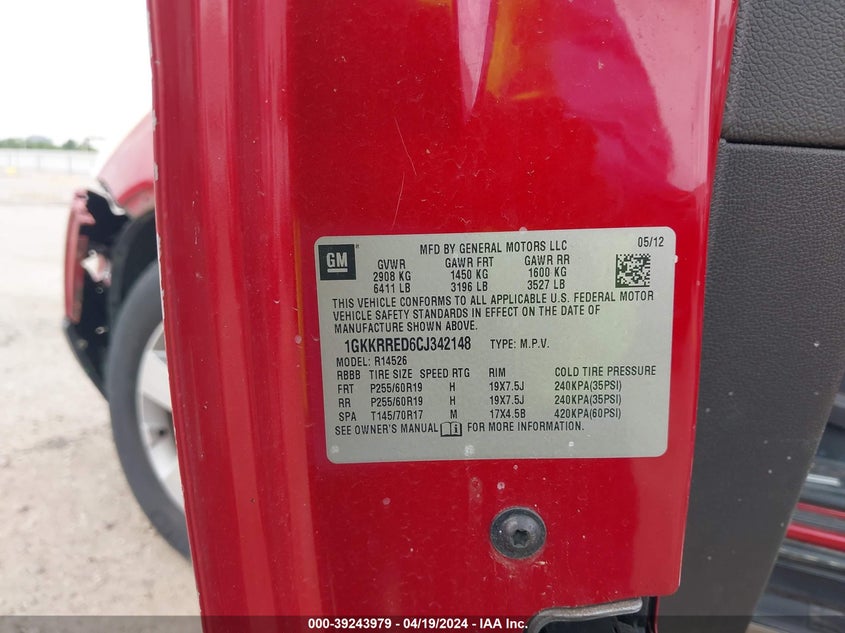 GM
MFD BY GENERAL MOTORS LLC 05/12
GVWR GAWR FRT GAWR RR
2908 KG 1450 KG 1600 KG
6411 LB 3196 LB 3527 LB
THIS VEHICLE CONFORMS TO ALL APPLICABLE U.S. FEDERAL MOTOR
VEHICLE SAFETY STANDARDS IN EFFECT ON THE DATE OF
MANUFACTURE SHOWN ABOVE.
1GKKRRED6CJ342148 TYPE: M.P.V.
MODEL: R14526
RBBB TIRE SIZE SPEED RTG RIM COLD TIRE PRESSURE
FRT P255/60R19 H 19X7.5J 240KPA(35PSI)
RR P255/60R19 H 19X7.5J 240KPA(35PSI)
SPA T145/70R17 M 17X4.5B 420KPA(60PSI)
SEE OWNER'S MANUAL i FOR MORE INFORMATION.
000-39243979 / 04/19/2024 - IAA Inc.